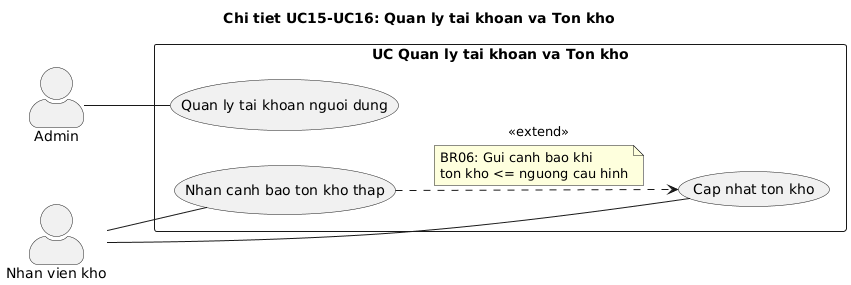 Chi tiet UC15-UC16: Quan ly tai khoan va Ton kho
UC Quan ly tai khoan va Ton kho
Admin
Quan ly tai khoan nguoi dung
«extend»
BR06: Gui canh bao khi
ton kho <= nguong cau hinh
Nhan canh bao ton kho thap
Cap nhat ton kho
Nhan vien kho